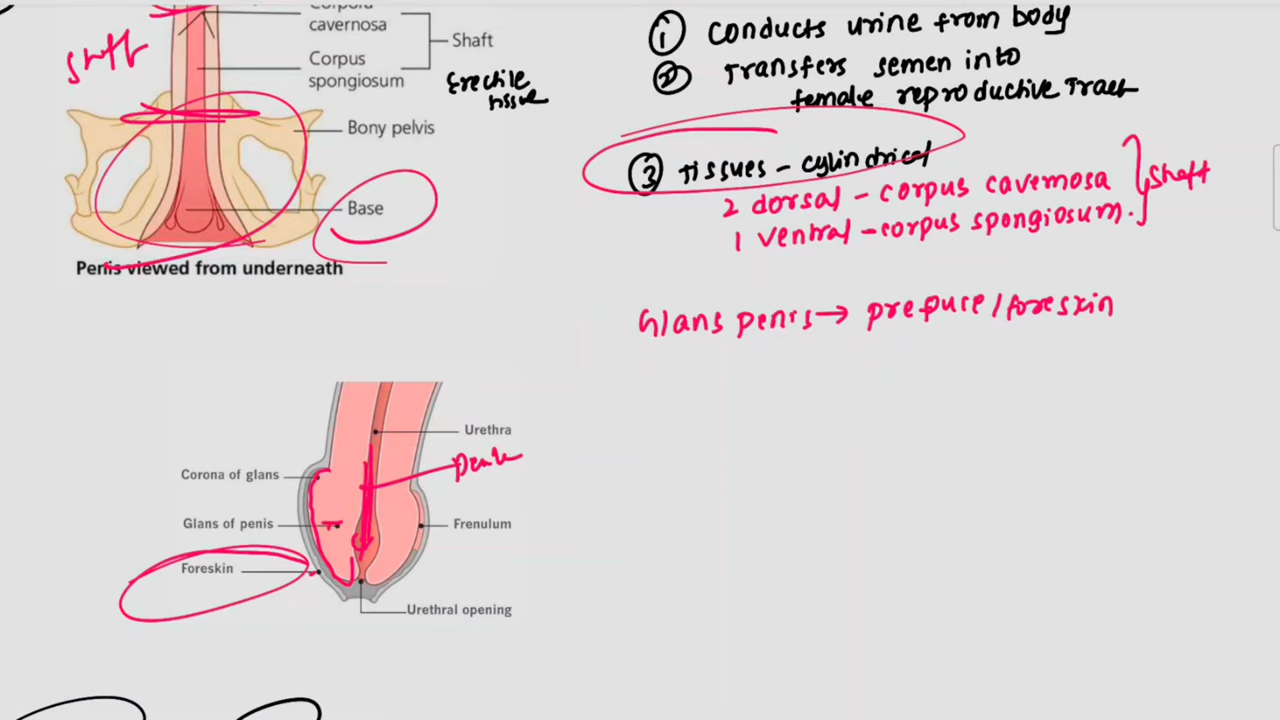 Corpora
cavernosa
Shaft
Corpus
spongiosum
Shaft
Erectile
tissue
Bony pelvis
Base
Penis viewed from underneath
① Conducts urine from body
② Transfers semen into
female reproductive Tract
③ tissues - cylindrical
2 dorsal - corpus cavernosa
1 ventral - corpus spongiosum.
Shaft
Glans penis → prepuce/foreskin
Urethra
Corona of glans
Glans of penis
Frenulum
Foreskin
Urethral opening